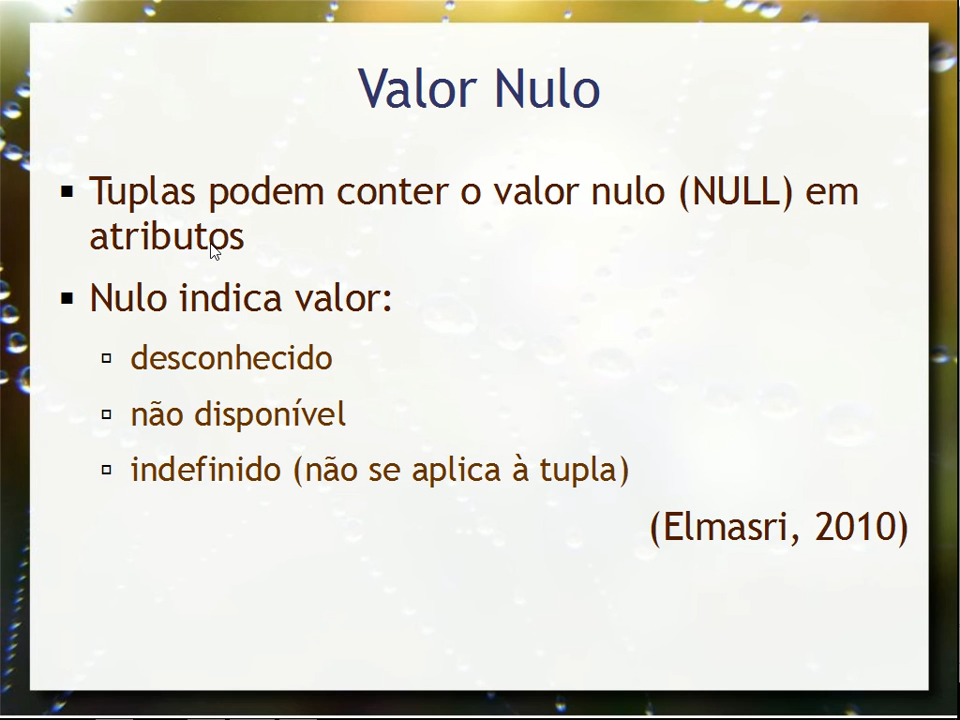 Valor Nulo
Tuplas podem conter o valor nulo (NULL) em
atributos
Nulo indica valor:
desconhecido
não disponível
indefinido (não se aplica à tupla)
(Elmasri, 2010)